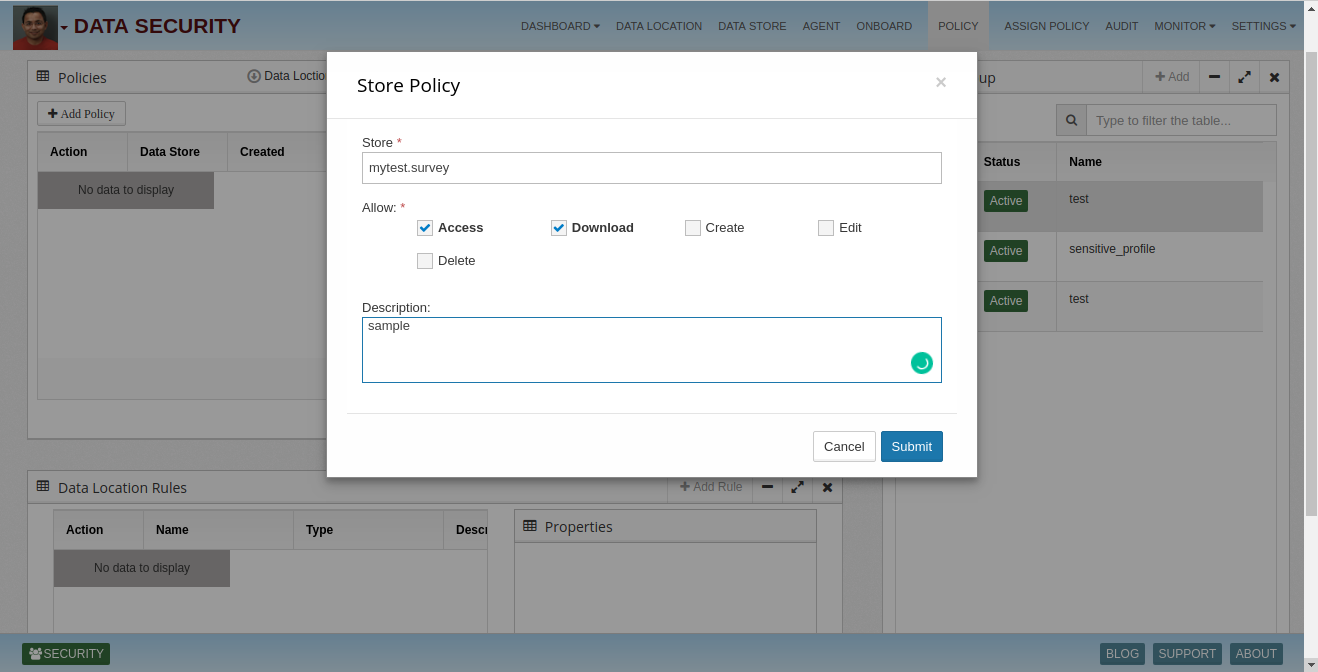 DATA SECURITY
DASHBOARD DATA LOCATION DATA STORE AGENT ONBOARD POLICY ASSIGN POLICY AUDIT MONITOR SETTINGS
Policies
Data Loctio
Add Policy
Action Data Store Created
No data to display
Store Policy
×
Store *
mytest.survey
Allow: *
Access Download Create Edit
Delete
Description:
sample
Cancel Submit
up
Add
Type to filter the table...
Status Name
Active test
Active sensitive_profile
Active test
Data Location Rules
Add Rule
Action Name Type Descr
No data to display
Properties
SECURITY
BLOG SUPPORT ABOUT